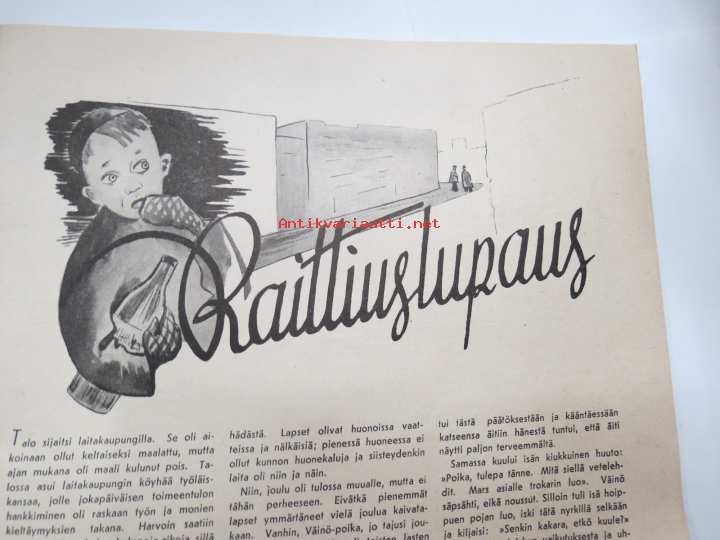 Antikvariaatti.net
Raittiuslupaus
Talo sijaitsi laitakaupungilla. Se oli ai-
koinaan ollut keltaiseksi maalattu, mutta
ajan mukana oli maali kulunut pois. Ta-
lossa asui laitakaupungin köyhää työläis-
kansaa, jolle jokapäiväisen toimeentulon
hankkiminen oli raskaan työn ja monien
kieltäymyksien takana. Harvoin saatiin
hädästä. Lapset olivat huonoissa vaat-
teissa ja nälkäisiä; pienessä huoneessa ei
ollut kunnon huonekaluja ja siisteydenkin
laita oli niin ja näin.
Niin, joulu oli tulossa muualle, mutta ei
tähän perheeseen. Eivätkä pienemmät
lapset ymmärtäneet vielä joulua kaivata-
kaan. Vanhin, Väinö-poika, jo tajusi jou-
toisten lasten
tui tästä päätöksestään ja kääntäessään
katseensa äitiin hänestä tuntui, että äiti
näytti paljon terveemmältä.
Samassa kuului isän kiukkuinen huuto:
»Poika, tulepa tänne. Mitä siellä veteleh-
dit. Mars asialle trokarin luo». Väinö
säpsähti, eikä noussut. Silloin tuli isä hoip-
puen pojan luo, iski tätä nyrkillä selkään
ja kiljaisi: »Senkin kakara, etkö kuule?»
vaikutuksesta ja uh-